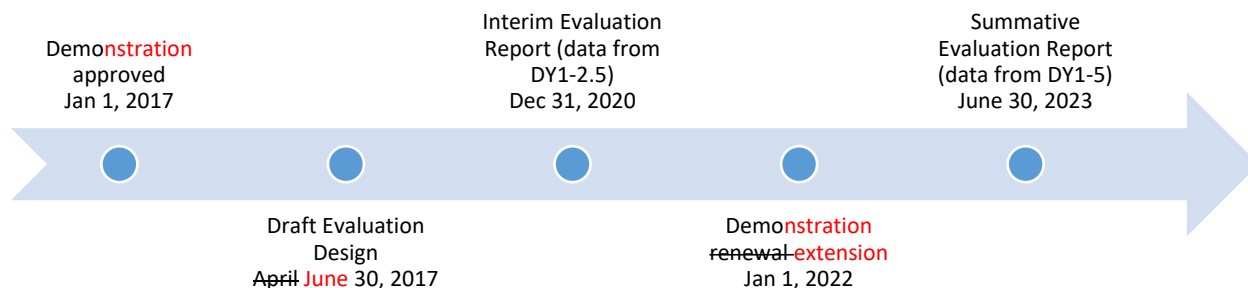 Demonstration
approved
Jan 1, 2017
Draft Evaluation
Design
April June 30, 2017
Interim Evaluation
Report (data from
DY1-2.5)
Dec 31, 2020
Demonstration
renewal extension
Jan 1, 2022
Summative
Evaluation Report
(data from DY1-5)
June 30, 2023